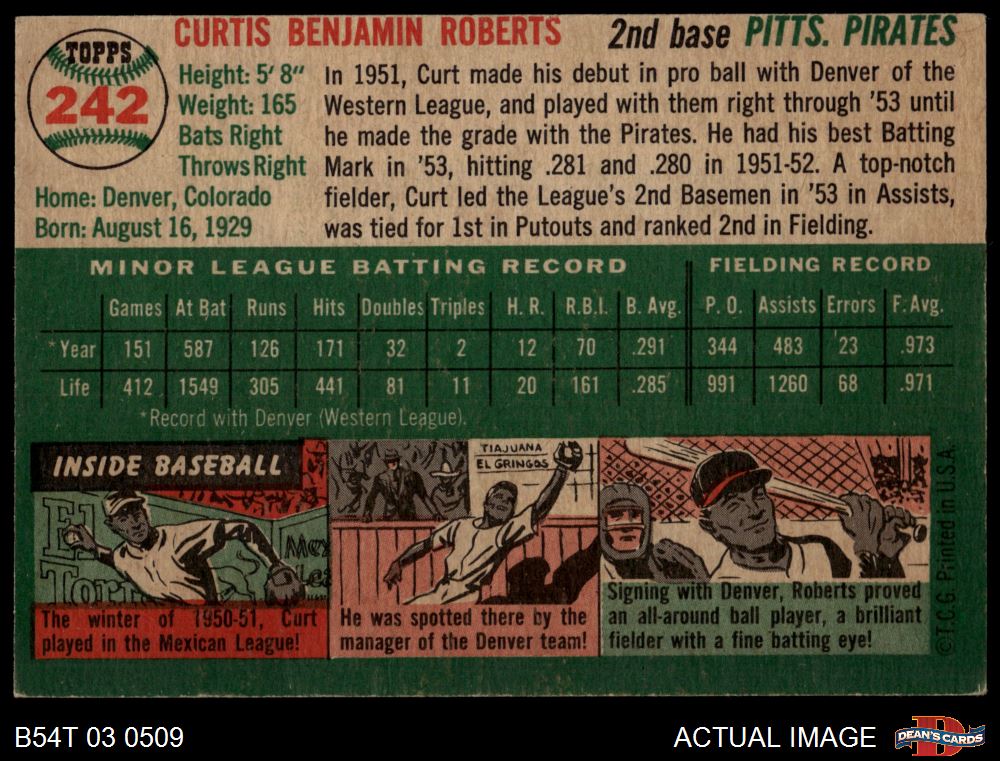 TOPPS
242
CURTIS BENJAMIN ROBERTS 2nd base PITTS. PIRATES
Height: 5' 8"
Weight: 165
Bats Right
Throws Right
Home: Denver, Colorado
Born: August 16, 1929
In 1951, Curt made his debut in pro ball with Denver of the
Western League, and played with them right through '53 until
he made the grade with the Pirates. He had his best Batting
Mark in '53, hitting .281 and .280 in 1951-52. A top-notch
fielder, Curt led the League's 2nd Basemen in '53 in Assists,
was tied for 1st in Putouts and ranked 2nd in Fielding.
MINOR LEAGUE BATTING RECORD FIELDING RECORD
Games At Bat Runs Hits Doubles Triples H. R. R.B.I. B. Avg. P. O. Assists Errors F. Avg.
*Year 151 587 126 171 32 2 12 70 .291 344 483 23 .973
Life 412 1549 305 441 81 11 20 161 .285 991 1260 68 .971
*Record with Denver (Western League).
INSIDE BASEBALL
El
Mex
The winter of 1950-51, Curt
played in the Mexican League!
TIAJUANA
EL GRINGOS
He was spotted there by the
manager of the Denver team!
Signing with Denver, Roberts proved
an all-around ball player, a brilliant
fielder with a fine batting eye!
©T.C.G. Printed in U.S.A.
B54T 03 0509 ACTUAL IMAGE
DEAN'S CARDS